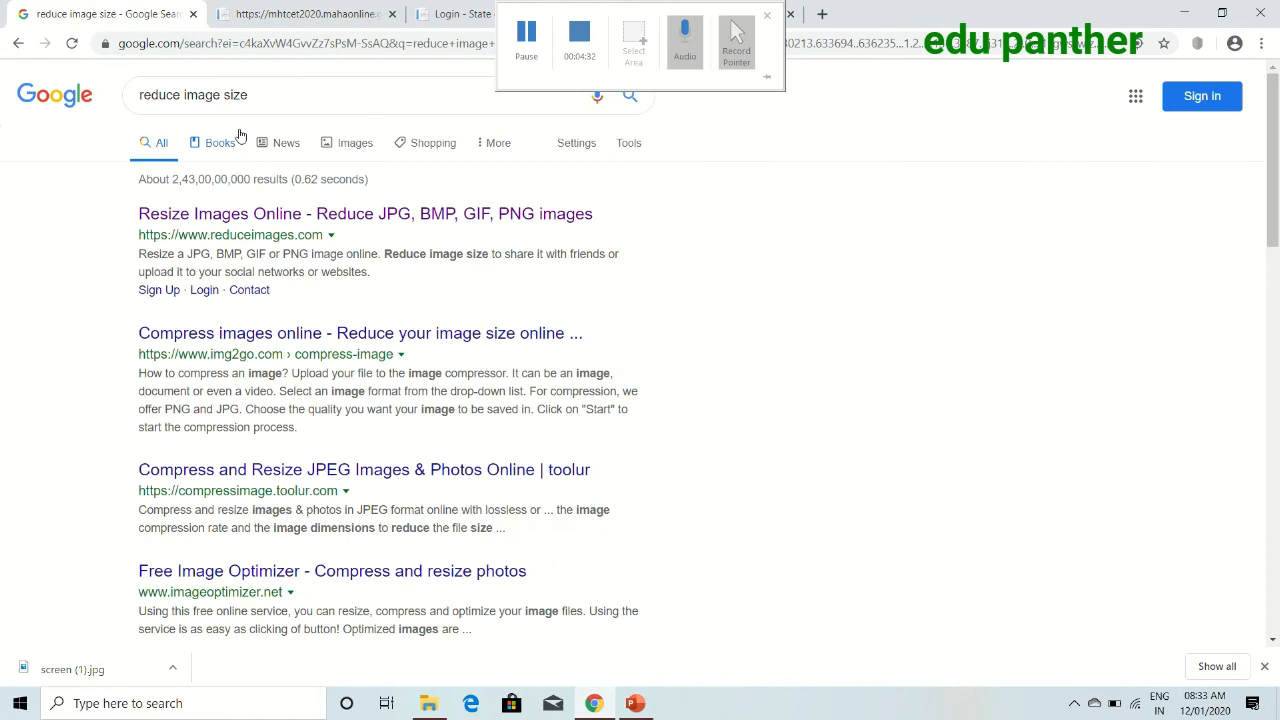 G reduce image size - Google Sear
https://mhticet2020.mahaonline.g
Login - State
google.com/search?
=reduce+image+
Pause
00:04:32
Select
Area
Audio
Record
Pointer
edu panther
Google
reduce image size
Sign in
All
Books
News
Images
Shopping
More
Settings
Tools
About 2,43,00,00,000 results (0.62 seconds)
Resize Images Online - Reduce JPG, BMP, GIF, PNG images
https://www.reduceimages.com
Resize a JPG, BMP, GIF or PNG image online. Reduce image size to share it with friends or
upload it to your social networks or websites.
Sign Up · Login · Contact
Compress images online - Reduce your image size online ...
https://www.img2go.com › compress-image
How to compress an image? Upload your file to the image compressor. It can be an image,
document or even a video. Select an image format from the drop-down list. For compression, we
offer PNG and JPG. Choose the quality you want your image to be saved in. Click on "Start" to
start the compression process.
Compress and Resize JPEG Images & Photos Online | toolur
https://compressimage.toolur.com
Compress and resize images & photos in JPEG format online with lossless or ... the image
compression rate and the image dimensions to reduce the file size ...
Free Image Optimizer - Compress and resize photos
www.imageoptimizer.net
Using this free online service, you can resize, compress and optimize your image files. Using the
service is as easy as clicking of button! Optimized images are ...
screen (1).jpg
Show all
Type here to search
ENG
IN
08:33 AM
12/01/2020